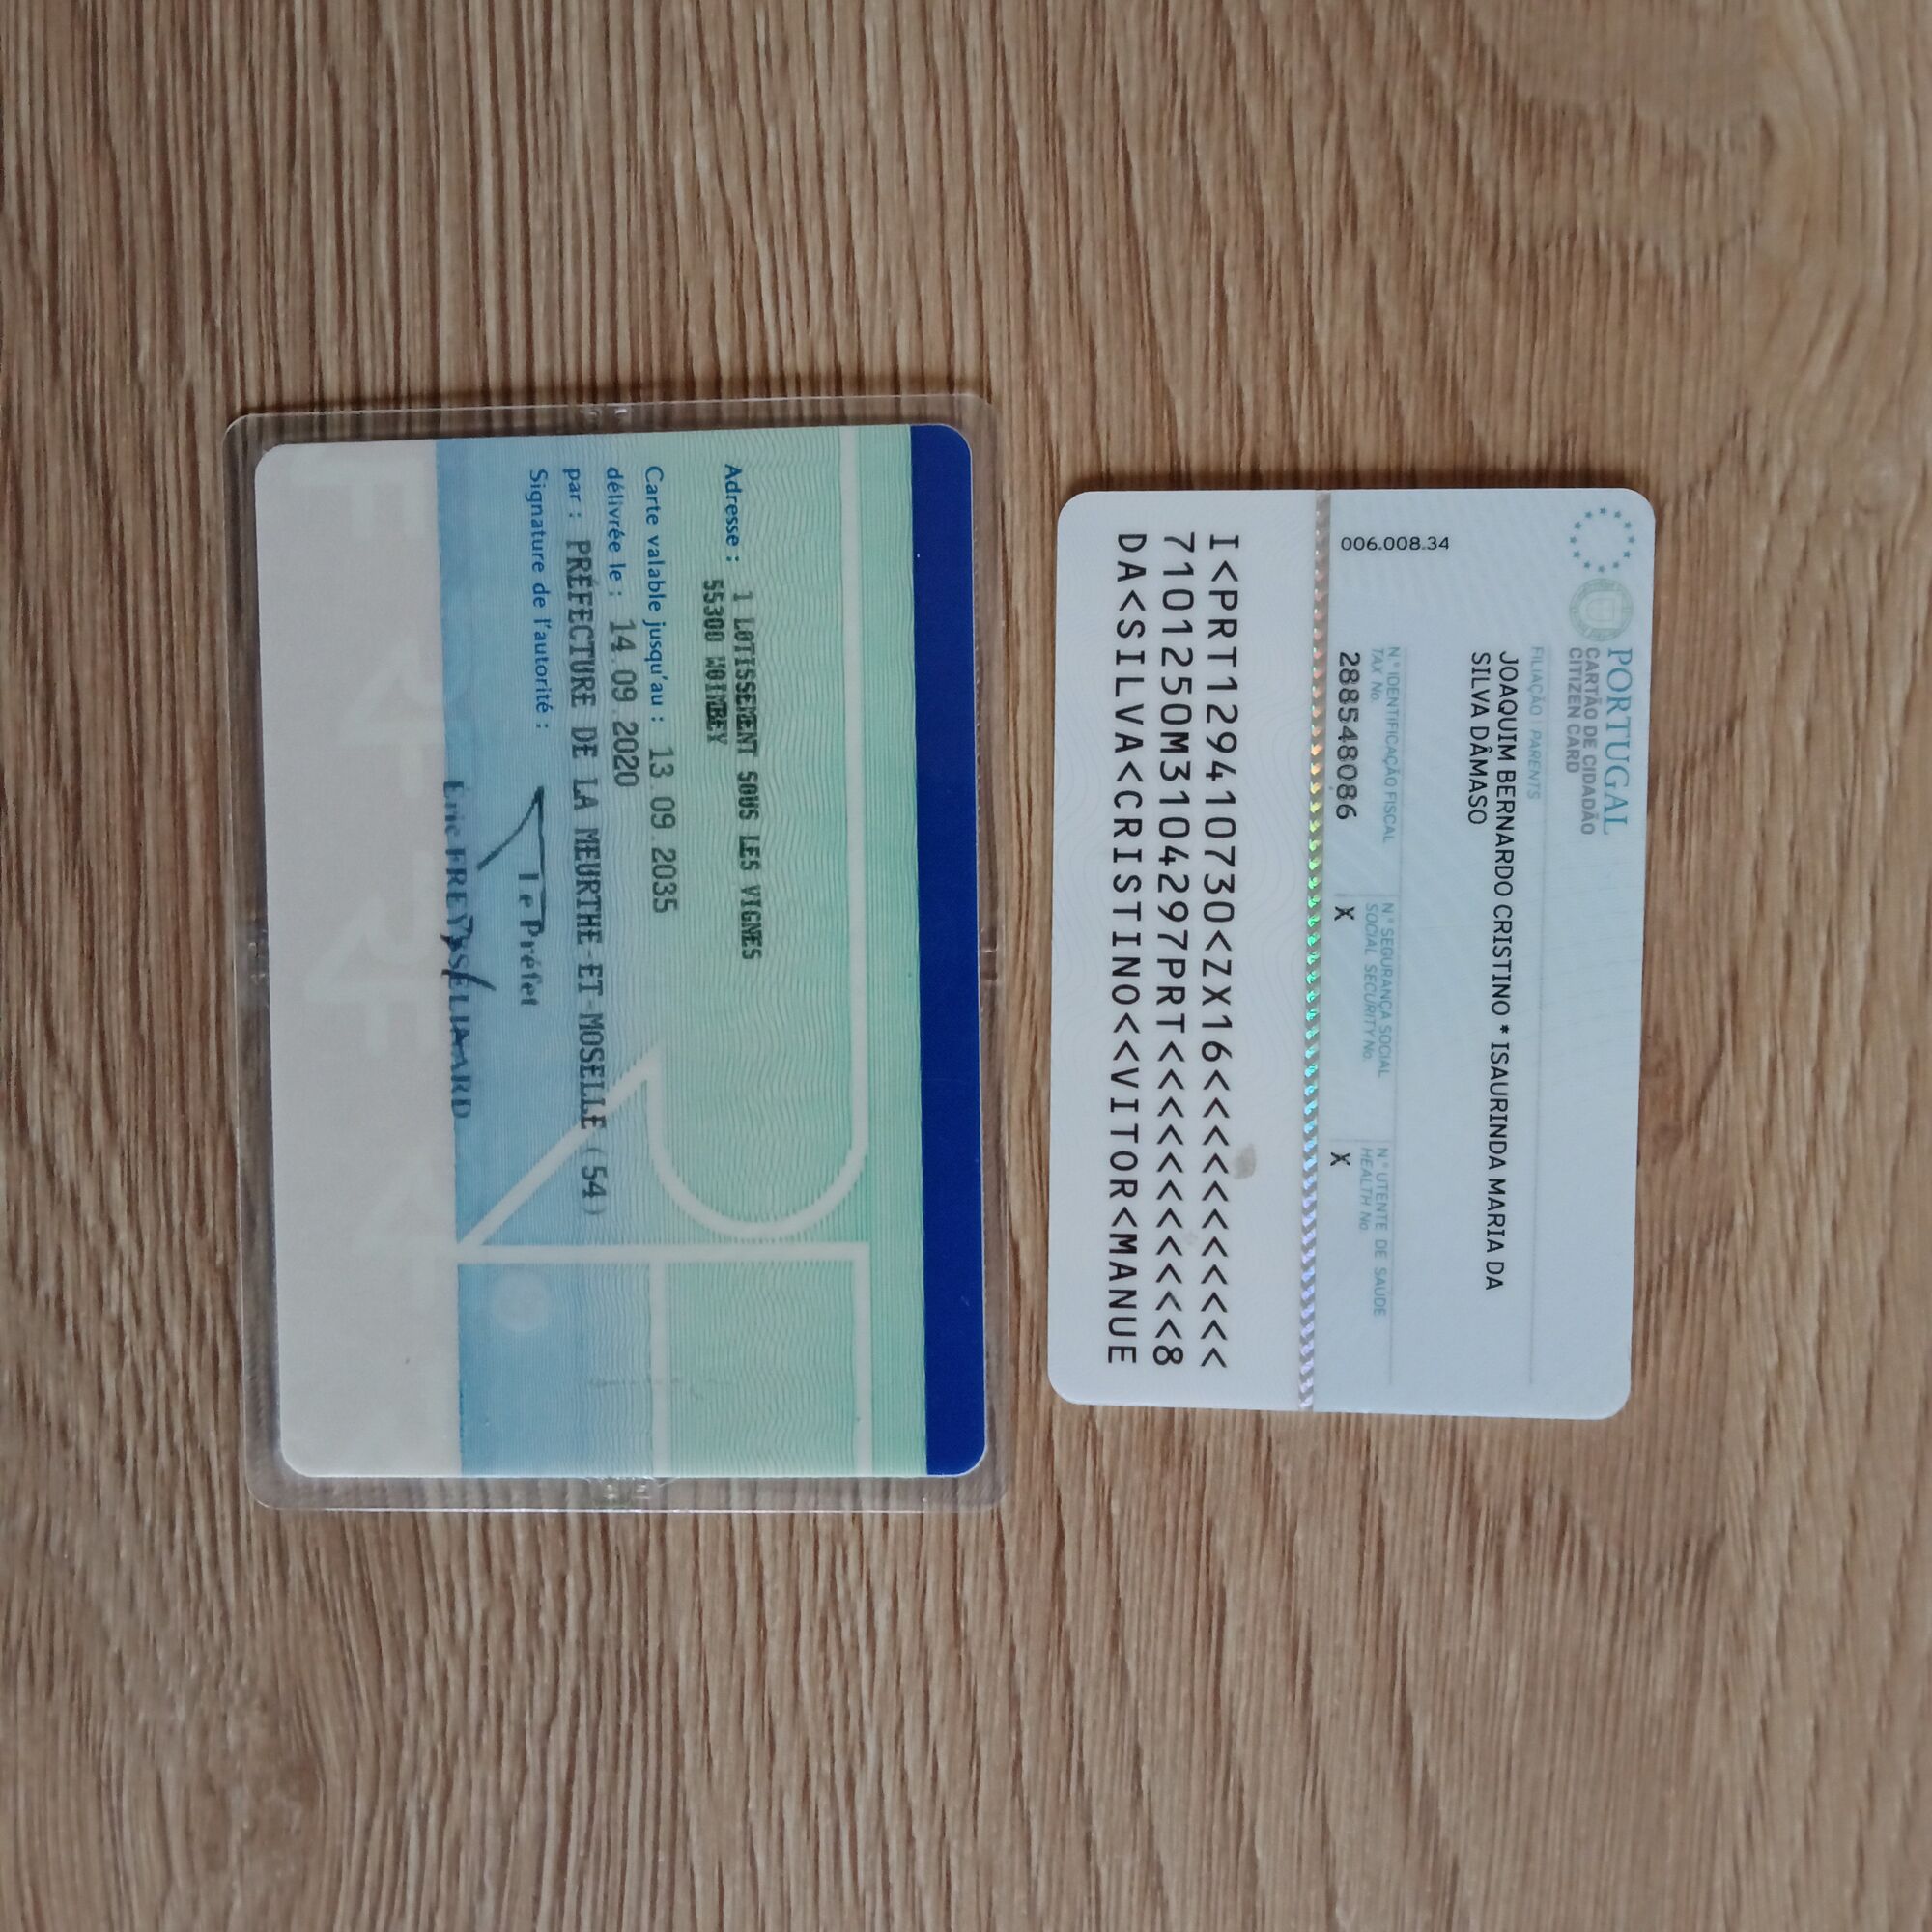 PORTUGAL
CARTÃO DE CIDADÃO
CITIZEN CARD
FILIAÇÃO | PARENTS
JOAQUIM BERNARDO CRISTINO * ISAURINDA MARIA DA
SILVA DÂMASO
006.008.34
N.º IDENTIFICAÇÃO FISCAL N.º SEGURANÇA SOCIAL N.º UTENTE DE SAÚDE
TAX No. SOCIAL SECURITY No. HEALTH No.
288548086 X X
I<PRT129410730<ZX16<<<<<<<<<<<
7101250M3104297PRT<<<<<<<<<<<8
DA<SILVA<CRISTINO<<VITOR<MANUE
Adresse : 1 LOTISSEMENT SOUS LES VIGNES
55300 WOIMBEY
Carte valable jusqu'au : 13.09.2035
délivrée le : 14.09.2020
par : PRÉFECTURE DE LA MEURTHE-ET-MOSELLE (54)
Signature de l'autorité :
Le Préfet
Éric FREYSSELINARD